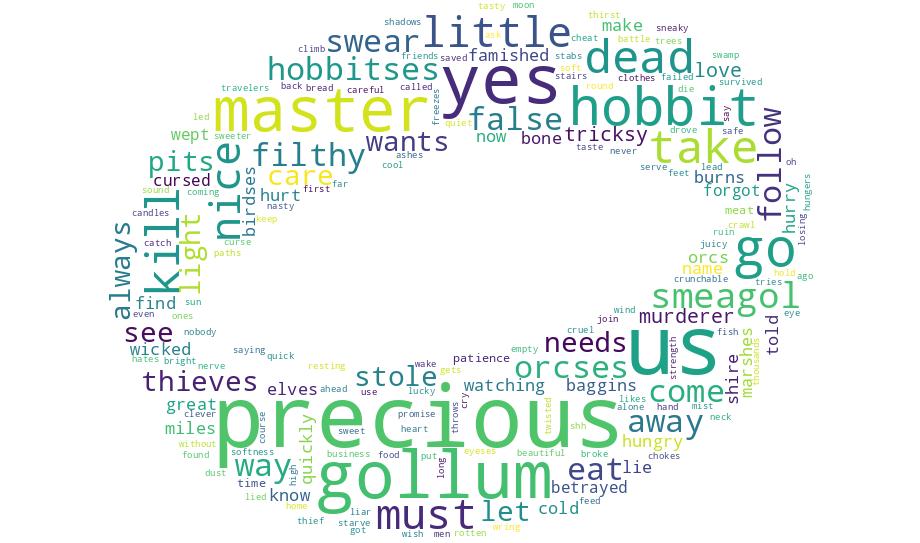 tasty moon
shadows thirst sneaky
swear little make
ask cheat battle trees
climb friends saved famished stabs swamp
hobbitses yes soft stairs dead love
travelers back bread careful called round clothes failed survived
led master freezes false hobbit die say
wept sweeter quiet now bone tricksy drove safe
wants taste never take follow
pits nice filthy ashes serve feet lead oh
cursed coming care cool burns
sound birdses hurt first far forgot hurry hungers
candles nasty meat losing
always kill light catch keep crawl
curse ruin go
paths juicy
orcs
name hold
find sun crunchable tries ago
even ones smeagol eye
wind murderer
see nobody join told
wicked cruel needs us fish
hates bright saying empty strength marshes thousands
nerve quick patience
thieves resting stole wake orcses shire
elves ahead use lucky gets watching baggins come
great likes
clever precious promise cry alone hand mist away
miles course sweet heart throws twisted shh neck
without quickly hungry
found softness business food put beautiful broke chokes
way gollum eyeses eat lie
dust time high long feed
know betrayed
lied home
thief liar must let cold
starve got wish men rotten wring